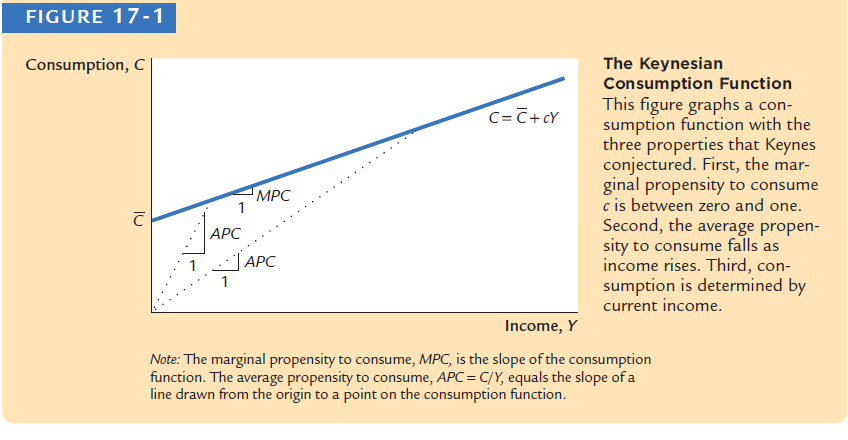 FIGURE 17-1
Consumption, C
C̅
C = C̅ + cY
MPC
1
APC
1
APC
1
Income, Y
The Keynesian
Consumption Function
This figure graphs a con-
sumption function with the
three properties that Keynes
conjectured. First, the mar-
ginal propensity to consume
c is between zero and one.
Second, the average propen-
sity to consume falls as
income rises. Third, con-
sumption is determined by
current income.
Note: The marginal propensity to consume, MPC, is the slope of the consumption
function. The average propensity to consume, APC = C/Y, equals the slope of a
line drawn from the origin to a point on the consumption function.